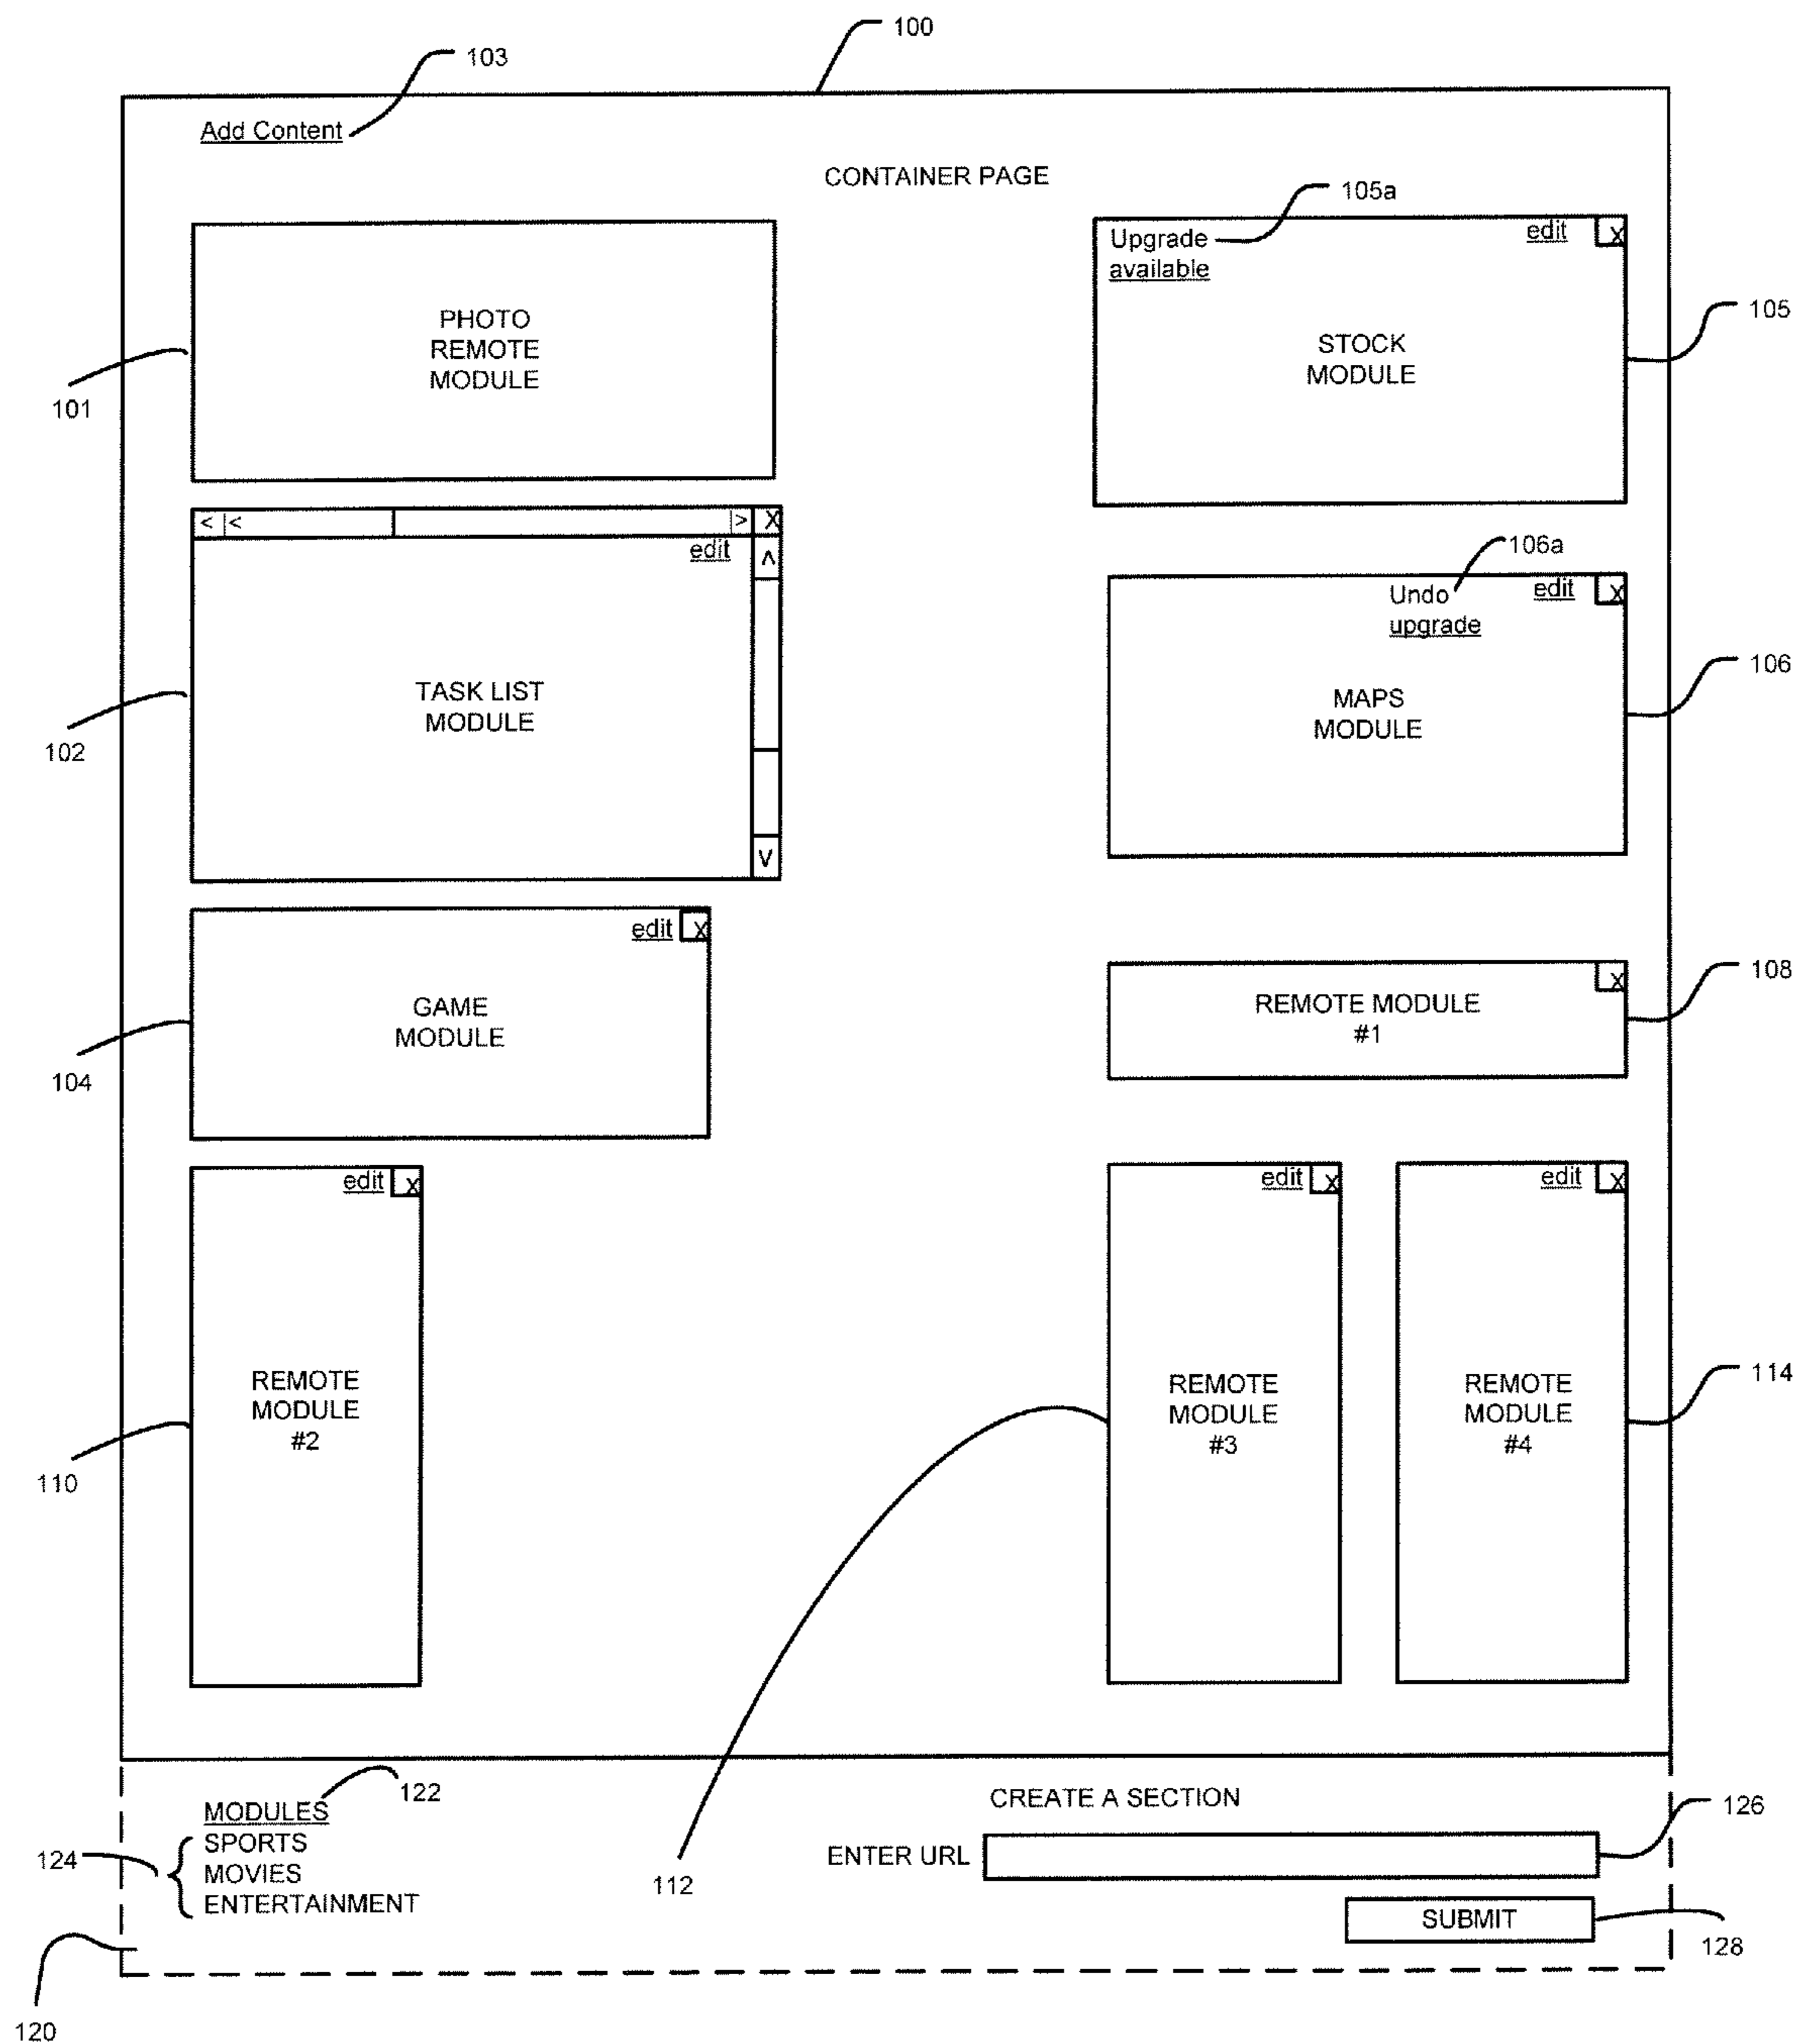 100
103
Add Content
CONTAINER PAGE
105a
PHOTO
REMOTE
MODULE
101
Upgrade
available
edit
X
STOCK
MODULE
105
< |<
|>
X
edit
^
TASK LIST
MODULE
V
102
106a
Undo
upgrade
edit
X
MAPS
MODULE
106
edit
X
GAME
MODULE
104
X
REMOTE MODULE
#1
108
edit
X
REMOTE
MODULE
#2
110
edit
X
REMOTE
MODULE
#3
112
edit
X
REMOTE
MODULE
#4
114
MODULES
122
SPORTS
MOVIES
ENTERTAINMENT
124
120
CREATE A SECTION
ENTER URL
126
SUBMIT
128